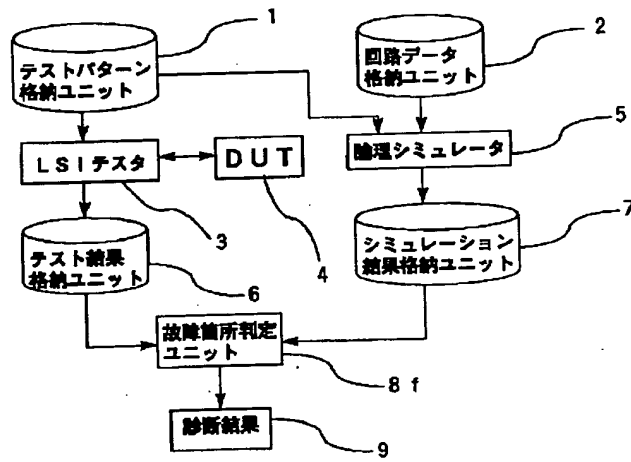 1
テストパターン
格納ユニット
2
回路データ
格納ユニット
5
LSIテスタ
DUT
論理シミュレータ
3
4
テスト結果
格納ユニット
6
シミュレーション
結果格納ユニット
7
故障箇所判定
ユニット
8f
診断結果
9